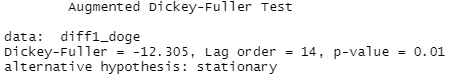 Augmented Dickey-Fuller Test
data:  diff1_doge
Dickey-Fuller = -12.305, Lag order = 14, p-value = 0.01
alternative hypothesis: stationary